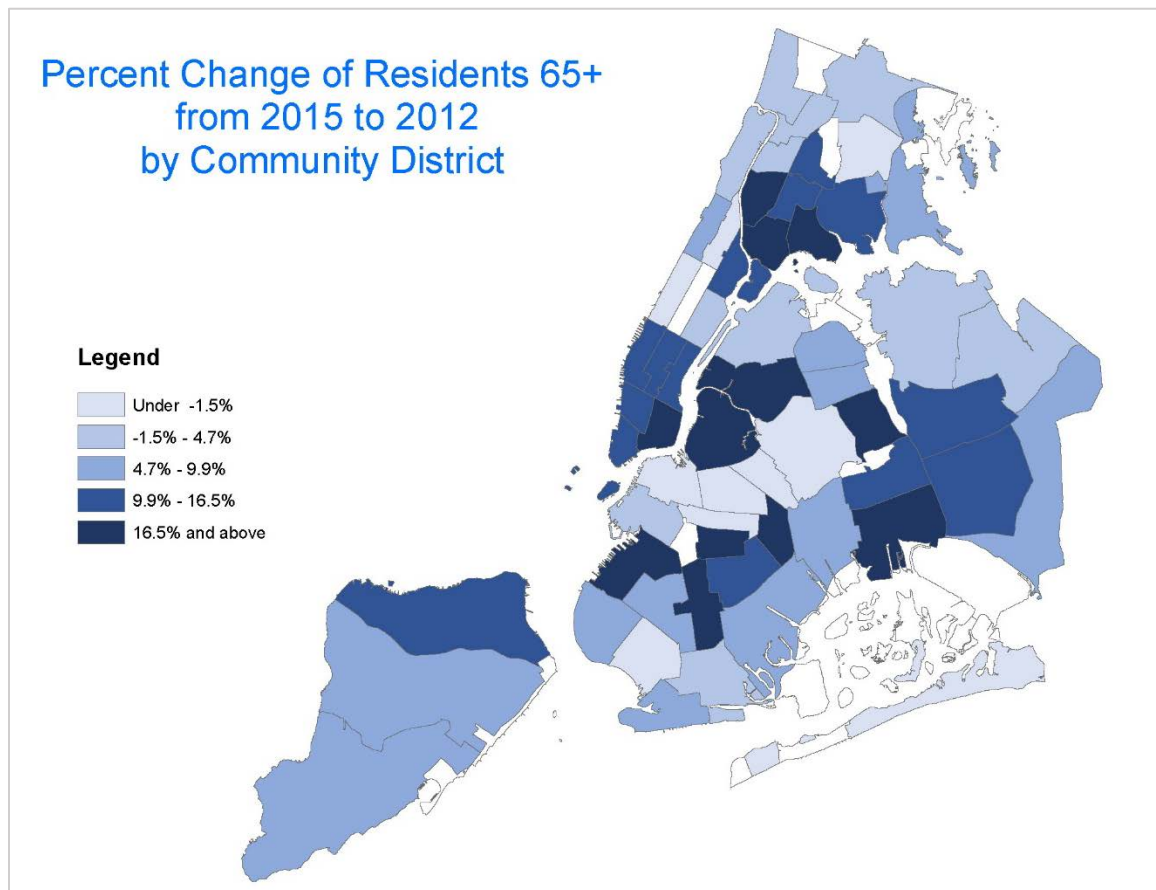 Percent Change of Residents 65+
from 2015 to 2012
by Community District
Legend
Under -1.5%
-1.5% - 4.7%
4.7% - 9.9%
9.9% - 16.5%
16.5% and above